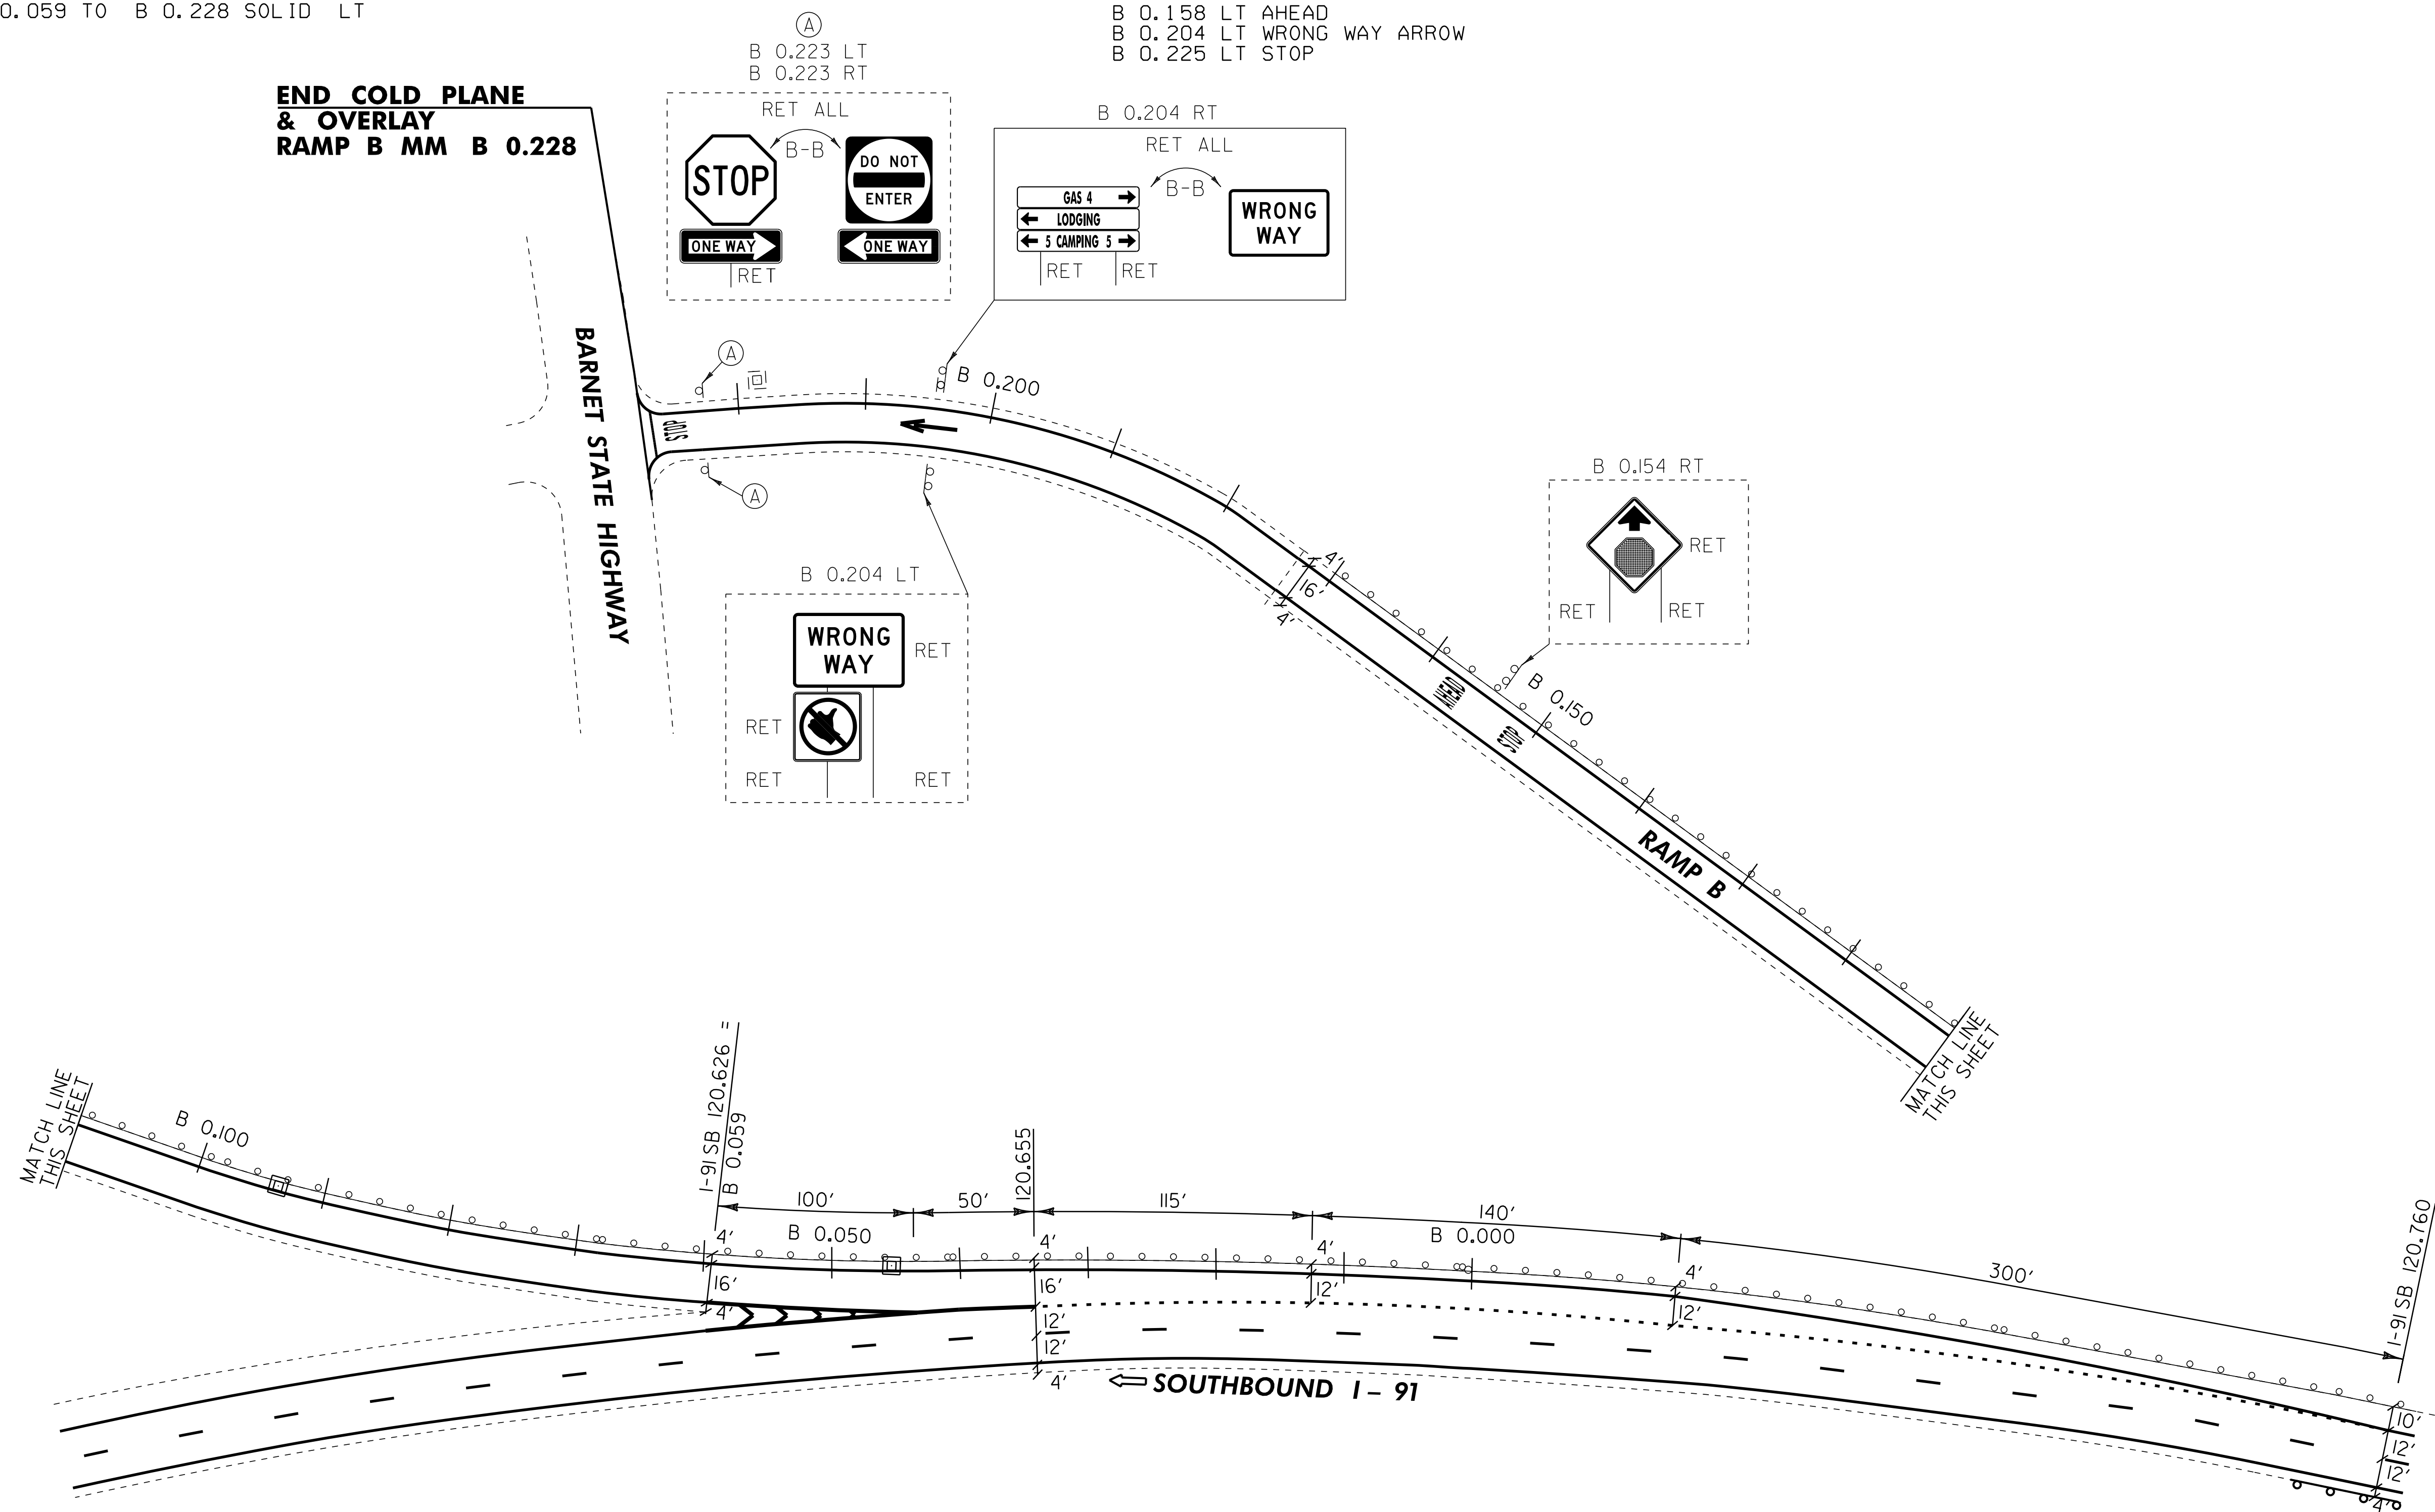 0.059 TO B 0.228 SOLID LT
B 0.158 LT AHEAD
B 0.204 LT WRONG WAY ARROW
B 0.225 LT STOP
A
B 0.223 LT
B 0.223 RT
RET ALL
STOP
B-B
DO NOT
ENTER
ONE WAY
ONE WAY
RET
END COLD PLANE
& OVERLAY
RAMP B MM B 0.228
B 0.204 RT
RET ALL
GAS 4
LODGING
5 CAMPING 5
B-B
WRONG
WAY
RET
RET
BARNET STATE HIGHWAY
A
STOP
A
B 0.200
B 0.204 LT
WRONG
WAY
RET
RET
RET
RET
B 0.154 RT
RET
RET
RET
4'
16'
4'
AHEAD
STOP
B 0.150
RAMP B
MATCH LINE
THIS SHEET
MATCH LINE
THIS SHEET
B 0.100
I-91 SB 120.626 =
B 0.059
100'
50'
120.655
115'
140'
300'
I-91 SB 120.760
B 0.050
B 0.000
4'
16'
4'
4'
16'
12'
12'
4'
4'
12'
4'
12'
10'
12'
12'
4'
SOUTHBOUND I - 91